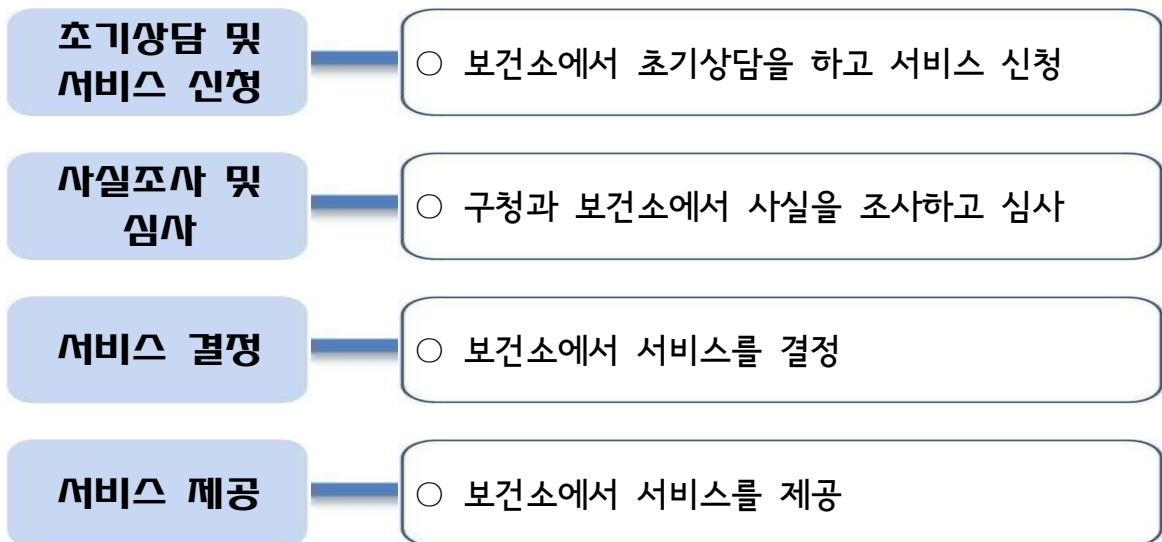 초기상담 및
서비스 신청
○ 보건소에서 초기상담을 하고 서비스 신청
사실조사 및
심사
○ 구청과 보건소에서 사실을 조사하고 심사
서비스 결정
○ 보건소에서 서비스를 결정
서비스 제공
○ 보건소에서 서비스를 제공